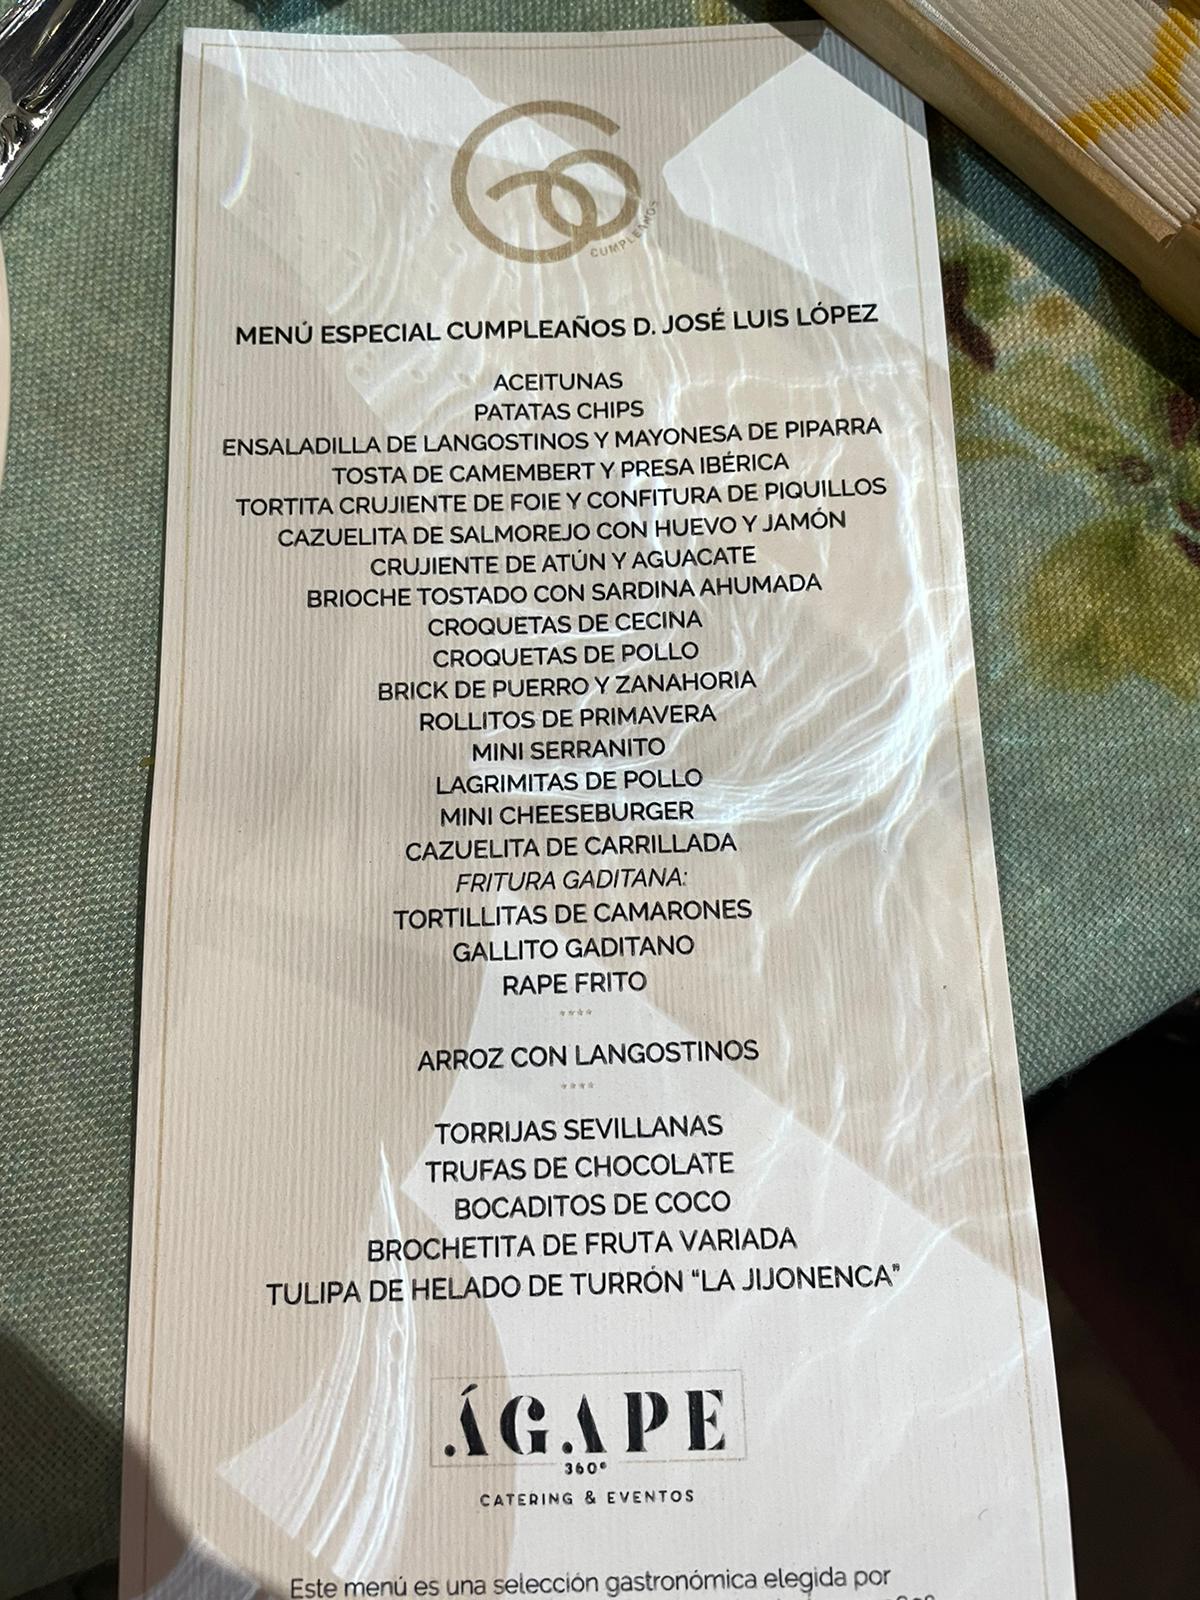 60
CUMPLEAÑOS
MENÚ ESPECIAL CUMPLEAÑOS D. JOSÉ LUIS LÓPEZ
ACEITUNAS
PATATAS CHIPS
ENSALADILLA DE LANGOSTINOS Y MAYONESA DE PIPARRA
TOSTA DE CAMEMBERT Y PRESA IBÉRICA
TORTITA CRUJIENTE DE FOIE Y CONFITURA DE PIQUILLOS
CAZUELITA DE SALMOREJO CON HUEVO Y JAMÓN
CRUJIENTE DE ATÚN Y AGUACATE
BRIOCHE TOSTADO CON SARDINA AHUMADA
CROQUETAS DE CECINA
CROQUETAS DE POLLO
BRICK DE PUERRO Y ZANAHORIA
ROLLITOS DE PRIMAVERA
MINI SERRANITO
LAGRIMITAS DE POLLO
MINI CHEESEBURGER
CAZUELITA DE CARRILLADA
FRITURA GADITANA:
TORTILLITAS DE CAMARONES
GALLITO GADITANO
RAPE FRITO
****
ARROZ CON LANGOSTINOS
****
TORRIJAS SEVILLANAS
TRUFAS DE CHOCOLATE
BOCADITOS DE COCO
BROCHETITA DE FRUTA VARIADA
TULIPA DE HELADO DE TURRÓN “LA JIJONENCA”
ÁGAPE
360º
CATERING & EVENTOS
Este menú es una selección gastronómica elegida por